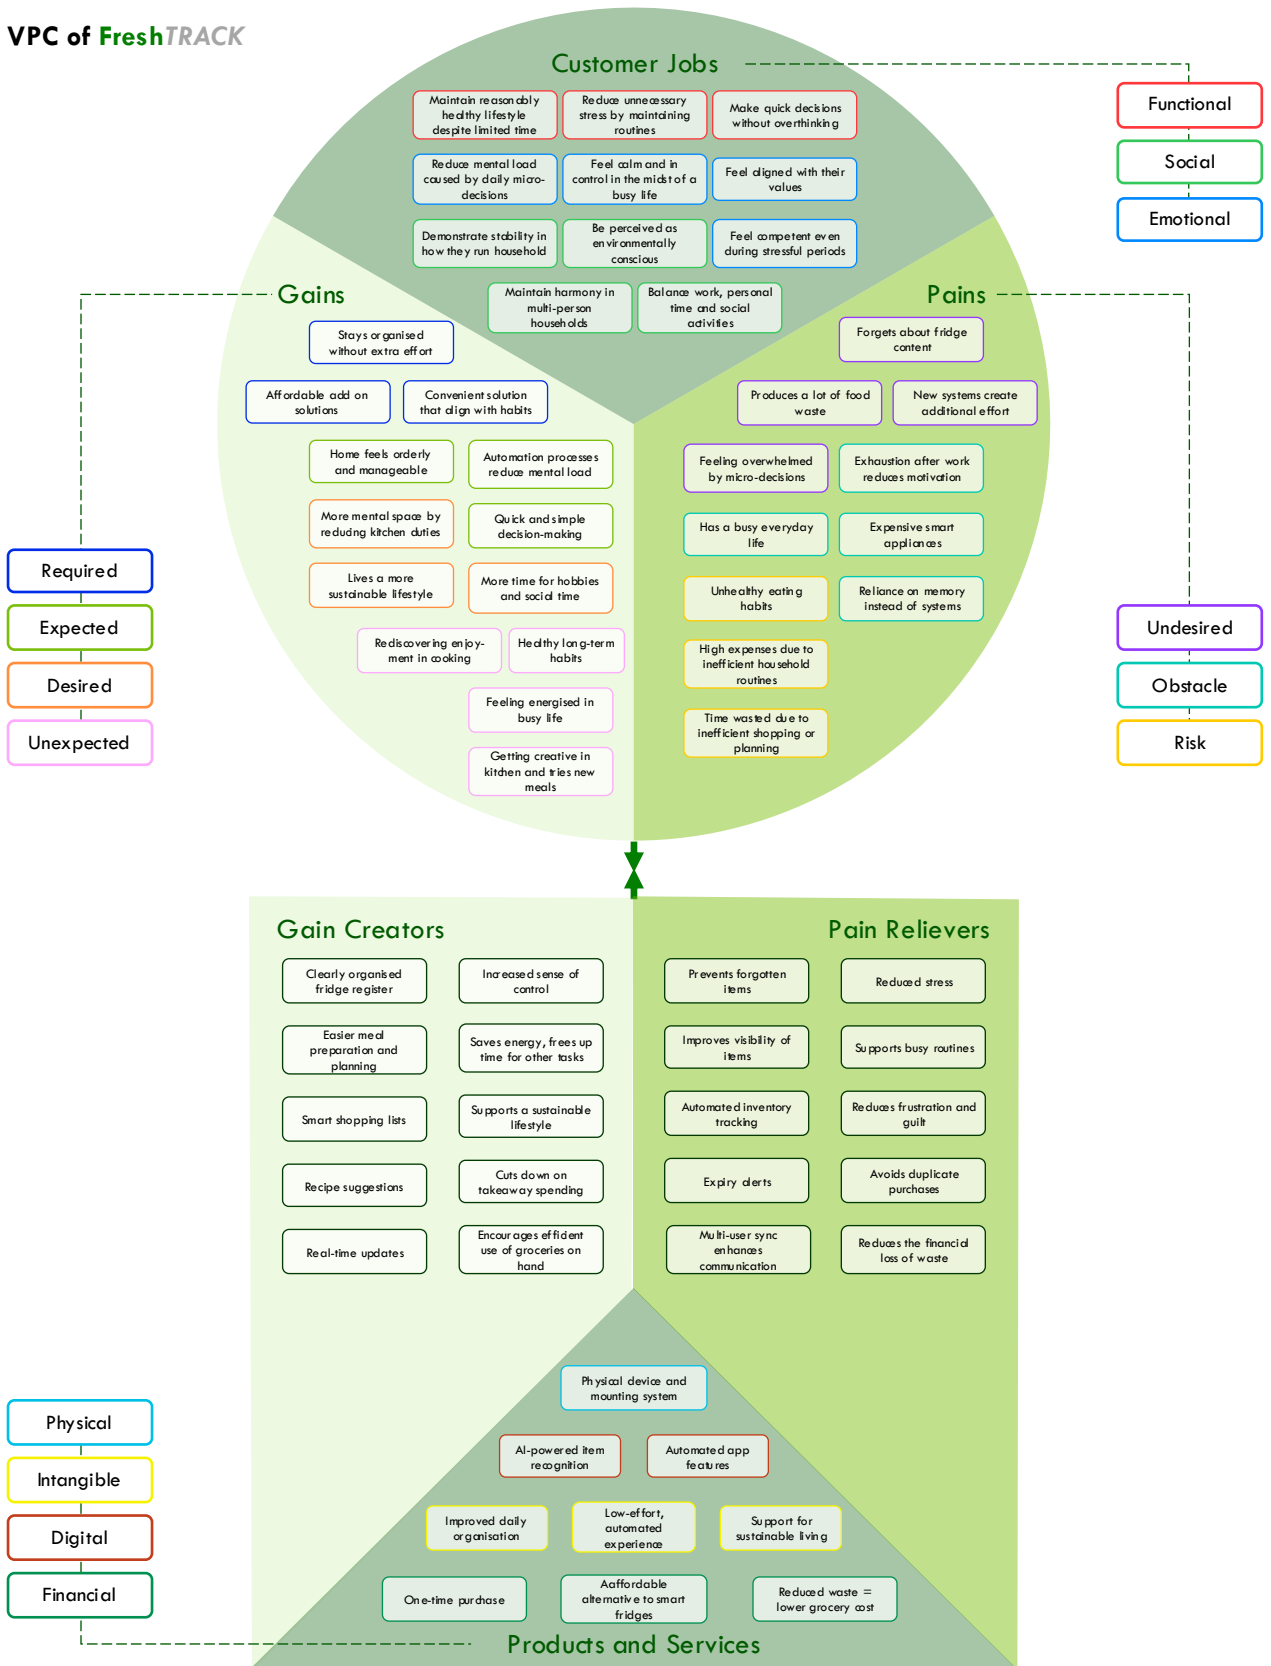 VPC of FreshTRACK
Customer Jobs
Maintain reasonably
healthy lifestyle
despite limited time
Reduce unnecessary
stress by maintaining
routines
Make quick decisions
without overthinking
Reduce mental load
caused by daily micro-
decisions
Feel calm and in
control in the midst of a
busy life
Feel aligned with their
values
Demonstrate stability in
how they run household
Be perceived as
environmentally
conscious
Feel competent even
during stressful periods
Maintain harmony in
multi-person
households
Balance work, personal
time and social
activities
Functional
Social
Emotional
Gains
Stays organised
without extra effort
Affordable add on
solutions
Convenient solution
that align with habits
Home feels orderly
and manageable
Automation processes
reduce mental load
More mental space by
reducing kitchen duties
Quick and simple
decision-making
Lives a more
sustainable lifestyle
More time for hobbies
and social time
Rediscovering enjoy-
ment in cooking
Healthy long-term
habits
Feeling energised in
busy life
Getting creative in
kitchen and tries new
meals
Required
Expected
Desired
Unexpected
Pains
Forgets about fridge
content
Produces a lot of food
waste
New systems create
additional effort
Feeling overwhelmed
by micro-decisions
Exhaustion after work
reduces motivation
Has a busy everyday
life
Expensive smart
appliances
Unhealthy eating
habits
Reliance on memory
instead of systems
High expenses due to
inefficient household
routines
Time wasted due to
inefficient shopping or
planning
Undesired
Obstacle
Risk
Gain Creators
Clearly organised
fridge register
Increased sense of
control
Easier meal
preparation and
planning
Saves energy, frees up
time for other tasks
Smart shopping lists
Supports a sustainable
lifestyle
Recipe suggestions
Cuts down on
takeaway spending
Real-time updates
Encourages efficient
use of groceries on
hand
Pain Relievers
Prevents forgotten
items
Reduced stress
Improves visibility of
items
Supports busy routines
Automated inventory
tracking
Reduces frustration and
guilt
Expiry alerts
Avoids duplicate
purchases
Multi-user sync
enhances
communication
Reduces the financial
loss of waste
Physical device and
mounting system
AI-powered item
recognition
Automated app
features
Improved daily
organisation
Low-effort,
automated
experience
Support for
sustainable living
One-time purchase
Aaffordable
alternative to smart
fridges
Reduced waste =
lower grocery cost
Products and Services
Physical
Intangible
Digital
Financial